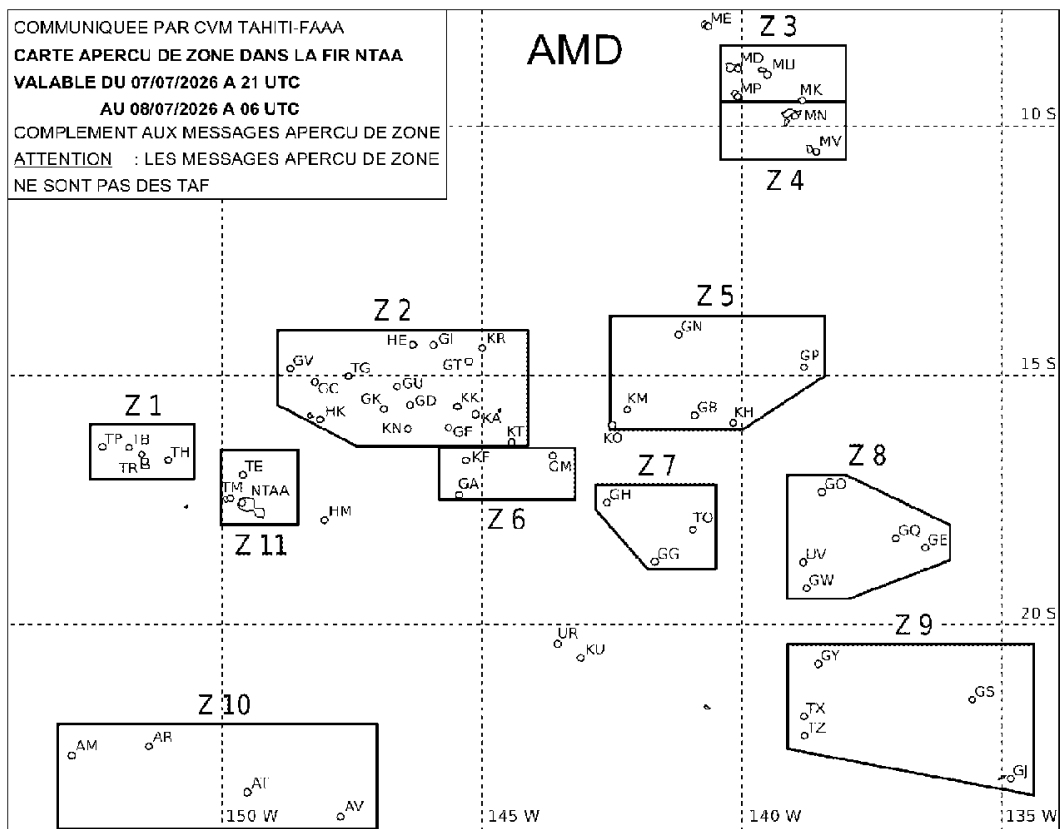 COMMUNIQUEE PAR CVM TAHITI-FAAA
CARTE APERCU DE ZONE DANS LA FIR NTAA
VALABLE DU 07/07/2026 A 21 UTC
AU 08/07/2026 A 06 UTC
COMPLEMENT AUX MESSAGES APERCU DE ZONE
ATTENTION : LES MESSAGES APERCU DE ZONE
NE SONT PAS DES TAF
AMD
ME
Z 3
MD
MU
MP
MK
MN
10 S
MV
Z 4
Z 2
Z 5
HE
GI
KR
GN
GV
TG
GT
GP
15 S
GC
GU
HK
GK
GD
KK
KA
KM
GB
KH
KN
GF
KT
KO
Z 1
TP
TB
TR
TH
TE
TM
NTAA
HM
Z 11
KF
GM
GA
Z 6
Z 7
GH
TO
GG
Z 8
GO
GQ
GE
UV
GW
20 S
UR
KU
Z 9
GY
GS
TX
TZ
GJ
Z 10
AM
AR
AT
AV
150 W
145 W
140 W
135 W